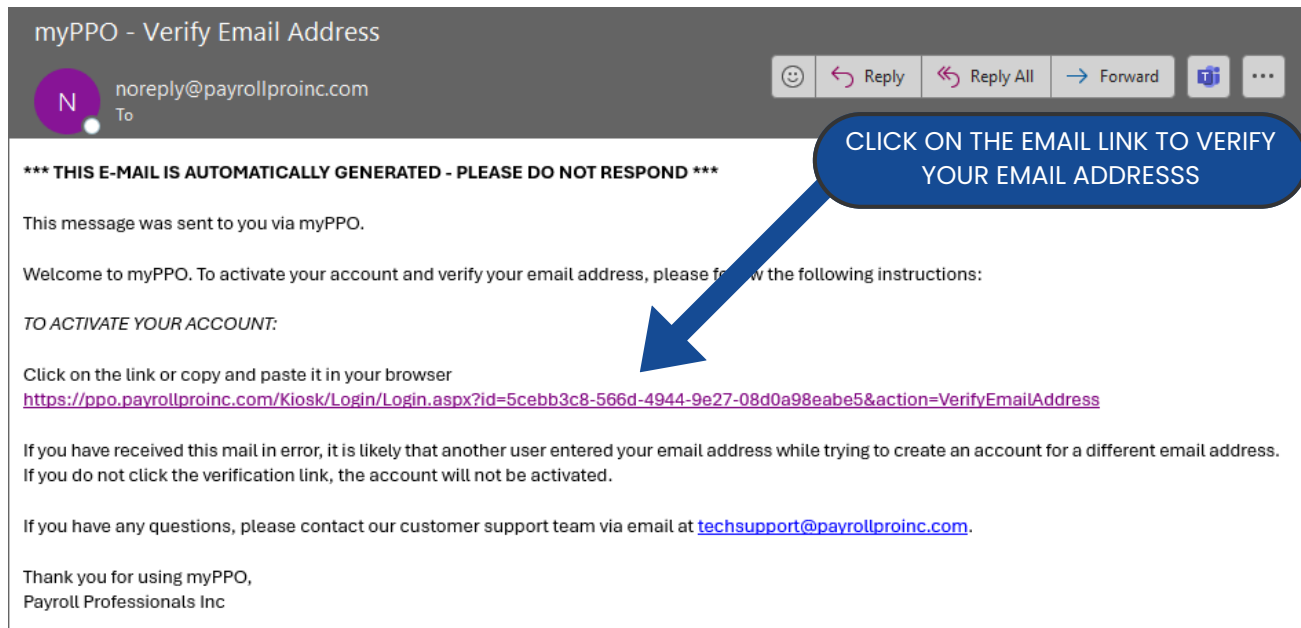 myPPO - Verify Email Address
N
noreply@payrollproinc.com
To
Reply
Reply All
Forward
CLICK ON THE EMAIL LINK TO VERIFY
YOUR EMAIL ADDRESSS
*** THIS E-MAIL IS AUTOMATICALLY GENERATED - PLEASE DO NOT RESPOND ***
This message was sent to you via myPPO.
Welcome to myPPO. To activate your account and verify your email address, please the following instructions:
TO ACTIVATE YOUR ACCOUNT:
Click on the link or copy and paste it in your browser
https://ppo.payrollproinc.com/Kiosk/Login/Login.aspx?id=5cebb3c8-566d-4944-9e27-08d0a98eabe5&action=VerifyEmailAddress
If you have received this mail in error, it is likely that another user entered your email address while trying to create an account for a different email address.
If you do not click the verification link, the account will not be activated.
If you have any questions, please contact our customer support team via email at techsupport@payrollproinc.com.
Thank you for using myPPO,
Payroll Professionals Inc